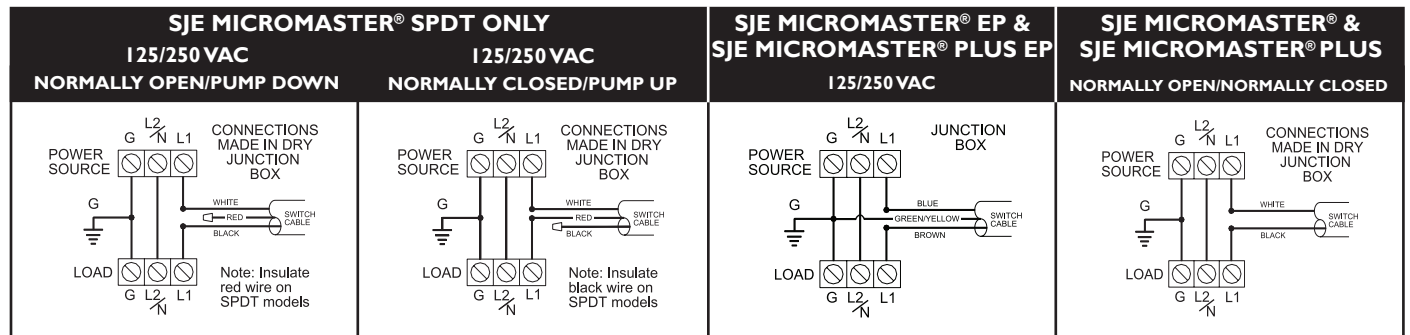 SJE MICROMASTER® SPDT ONLY
125/250 VAC
NORMALLY OPEN/PUMP DOWN
125/250 VAC
NORMALLY CLOSED/PUMP UP
SJE MICROMASTER® EP &
SJE MICROMASTER® PLUS EP
125/250 VAC
SJE MICROMASTER® &
SJE MICROMASTER® PLUS
NORMALLY OPEN/NORMALLY CLOSED
G L2/N L1
CONNECTIONS
MADE IN DRY
JUNCTION
BOX
POWER
SOURCE
WHITE
RED
BLACK
SWITCH
CABLE
G
LOAD
G L2/N L1
Note: Insulate
red wire on
SPDT models
G L2/N L1
CONNECTIONS
MADE IN DRY
JUNCTION
BOX
POWER
SOURCE
WHITE
RED
BLACK
SWITCH
CABLE
G
LOAD
G L2/N L1
Note: Insulate
black wire on
SPDT models
G L2/N L1
JUNCTION
BOX
POWER
SOURCE
BLUE
GREEN/YELLOW
BROWN
SWITCH
CABLE
G
LOAD
G L2/N L1
G L2/N L1
CONNECTIONS
MADE IN DRY
JUNCTION
BOX
POWER
SOURCE
WHITE
BLACK
SWITCH
CABLE
G
LOAD
G L2/N L1